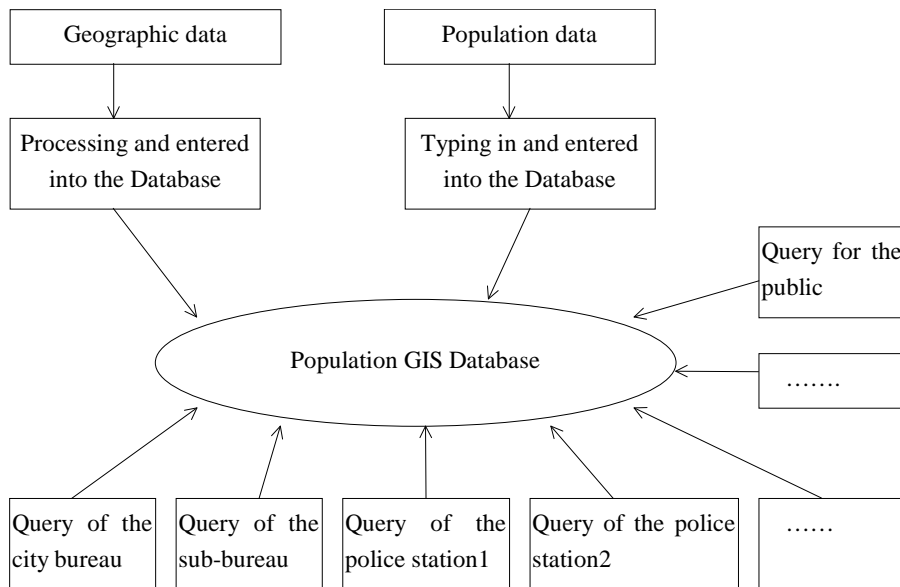 Geographic data
Population data
Processing and entered
into the Database
Typing in and entered
into the Database
Query for the
public
Population GIS Database
…….
Query of the
city bureau
Query of the
sub-bureau
Query of the
police station1
Query of the police
station2
……